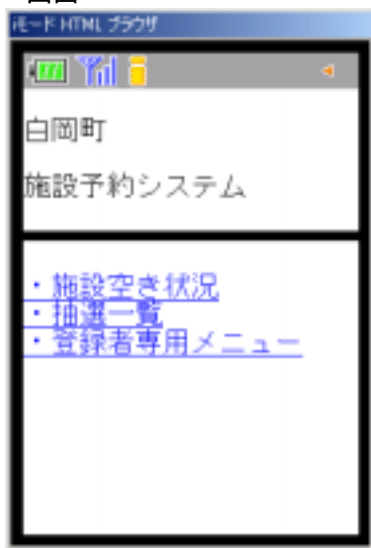 iモード HTML ブラウザ
白岡町
施設予約システム
・施設空き状況
・抽選一覧
・登録者専用メニュー